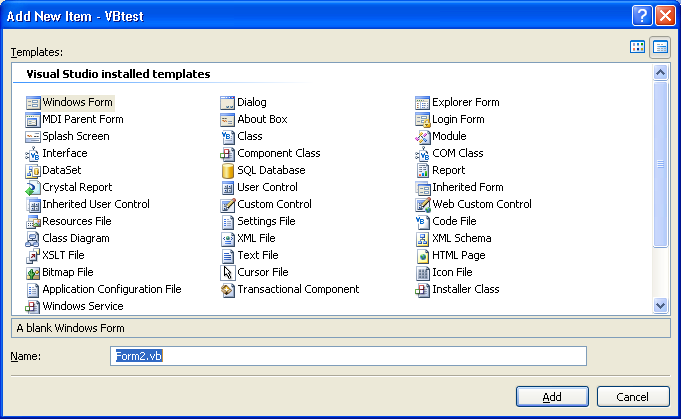 Add New Item - VBtest
Templates:
Visual Studio installed templates
Windows Form Dialog Explorer Form
MDI Parent Form About Box Login Form
Splash Screen Class Module
Interface Component Class COM Class
DataSet SQL Database Report
Crystal Report User Control Inherited Form
Inherited User Control Custom Control Web Custom Control
Resources File Settings File Code File
Class Diagram XML File XML Schema
XSLT File Text File HTML Page
Bitmap File Cursor File Icon File
Application Configuration File Transactional Component Installer Class
Windows Service
A blank Windows Form
Name: Form2.vb
Add Cancel